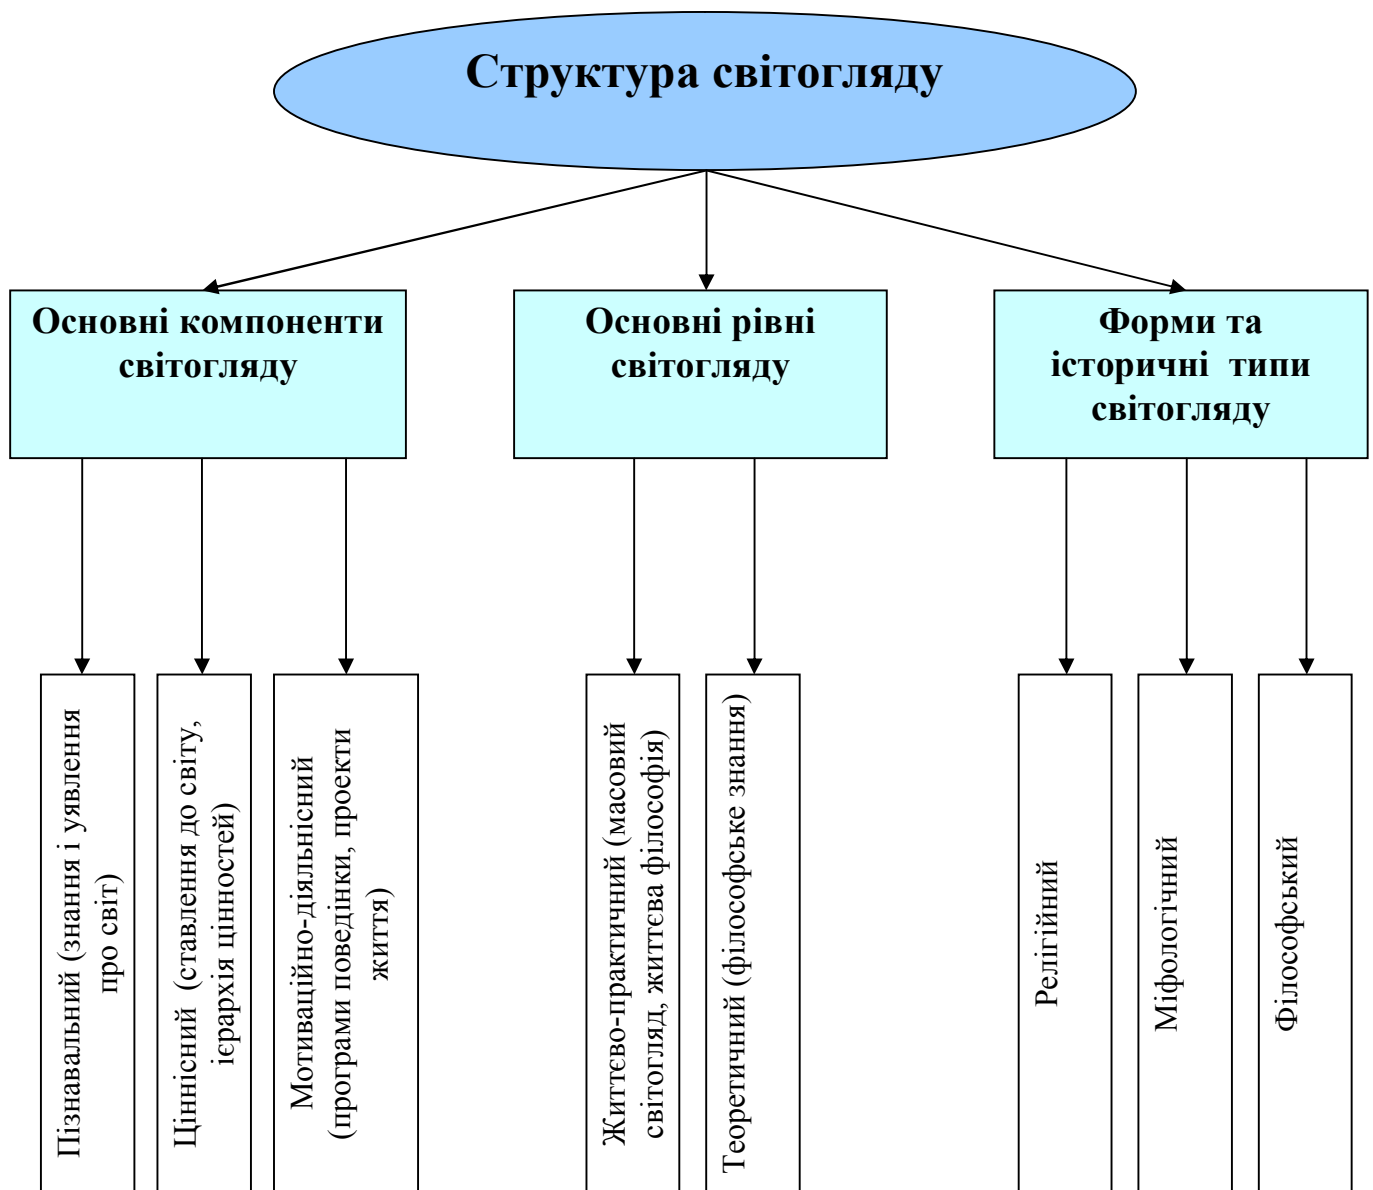 Структура світогляду
Основні компоненти
світогляду
Основні рівні
світогляду
Форми та
історичні типи
світогляду
Пізнавальний (знання і уявлення
про світ)
Ціннісний (ставлення до світу,
ієрархія цінностей)
Мотиваційно-діяльнісний
(програми поведінки, проекти
життя)
Життєво-практичний (масовий
світогляд, життєва філософія)
Теоретичний (філософське знання)
Релігійний
Міфологічний
Філософський